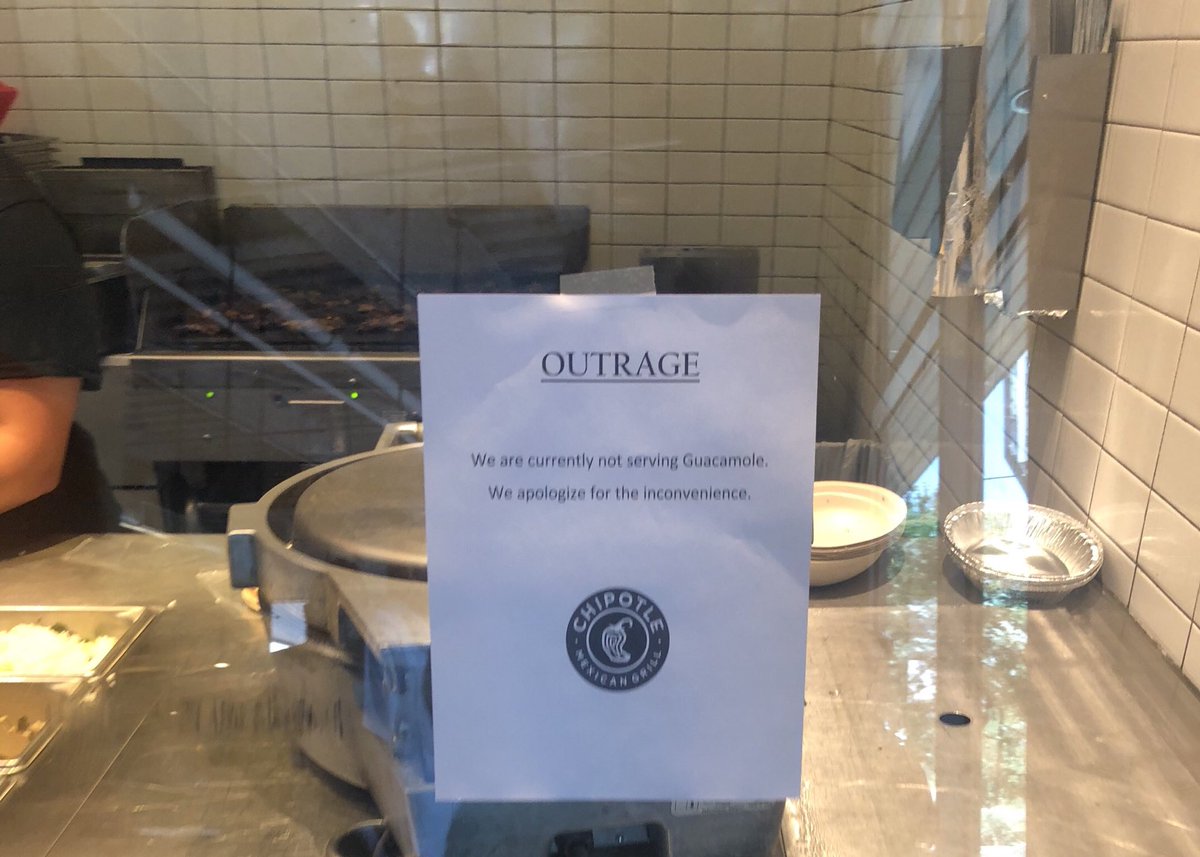 OUTRAGE
We are currently not serving Guacamole.
We apologize for the inconvenience.
CHIPOTLE
MEXICAN GRILL